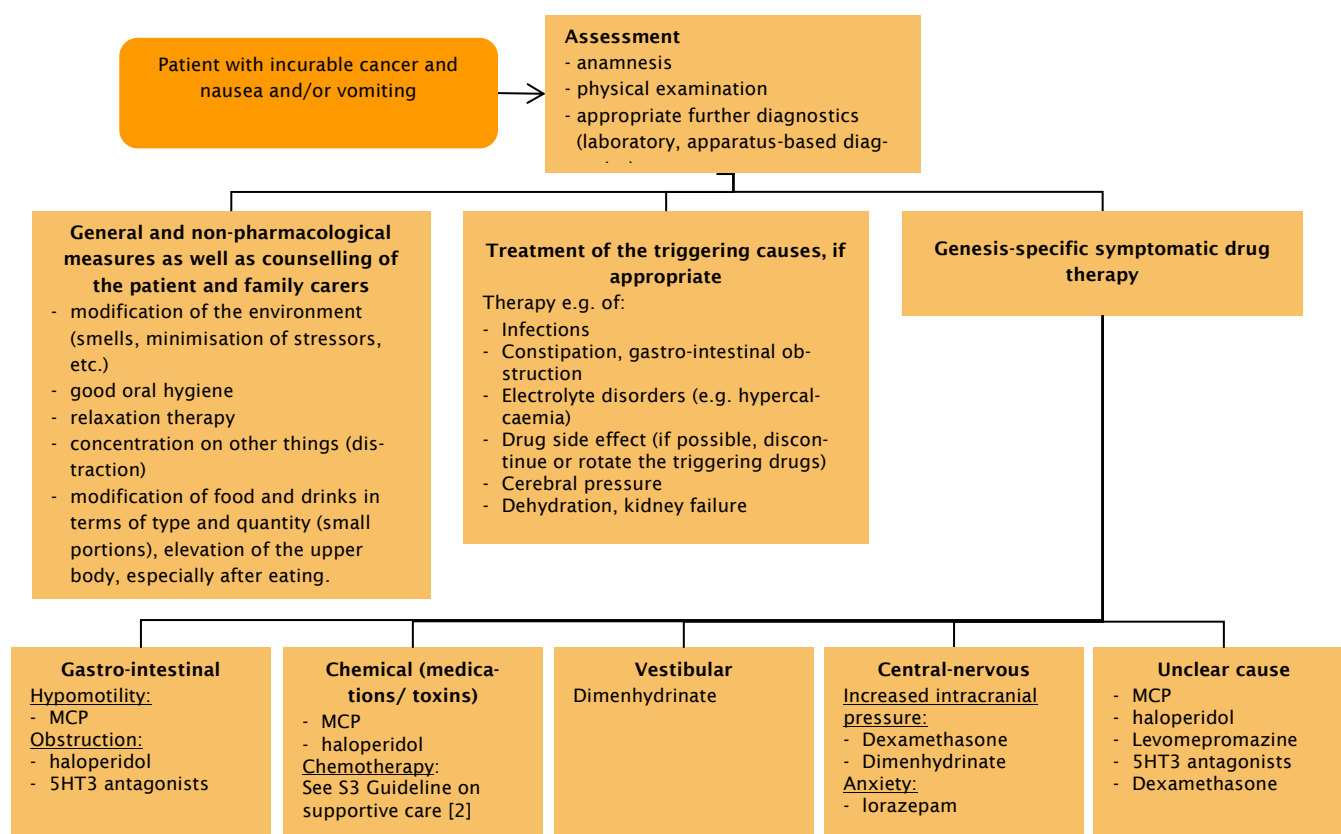 Patient with incurable cancer and
nausea and/or vomiting
Assessment
- anamnesis
- physical examination
- appropriate further diagnostics
(laboratory, apparatus-based diag-
General and non-pharmacological
measures as well as counselling of
the patient and family carers
- modification of the environment
(smells, minimisation of stressors,
etc.)
- good oral hygiene
- relaxation therapy
- concentration on other things (dis-
traction)
- modification of food and drinks in
terms of type and quantity (small
portions), elevation of the upper
body, especially after eating.
Treatment of the triggering causes, if
appropriate
Therapy e.g. of:
- Infections
- Constipation, gastro-intestinal ob-
struction
- Electrolyte disorders (e.g. hypercal-
caemia)
- Drug side effect (if possible, discon-
tinue or rotate the triggering drugs)
- Cerebral pressure
- Dehydration, kidney failure
Genesis-specific symptomatic drug
therapy
Gastro-intestinal
Hypomotility:
- MCP
Obstruction:
- haloperidol
- 5HT3 antagonists
Chemical (medica-
tions/ toxins)
- MCP
- haloperidol
Chemotherapy:
See S3 Guideline on
supportive care [2]
Vestibular
Dimenhydrinate
Central-nervous
Increased intracranial
pressure:
- Dexamethasone
- Dimenhydrinate
Anxiety:
- lorazepam
Unclear cause
- MCP
- haloperidol
- Levomepromazine
- 5HT3 antagonists
- Dexamethasone